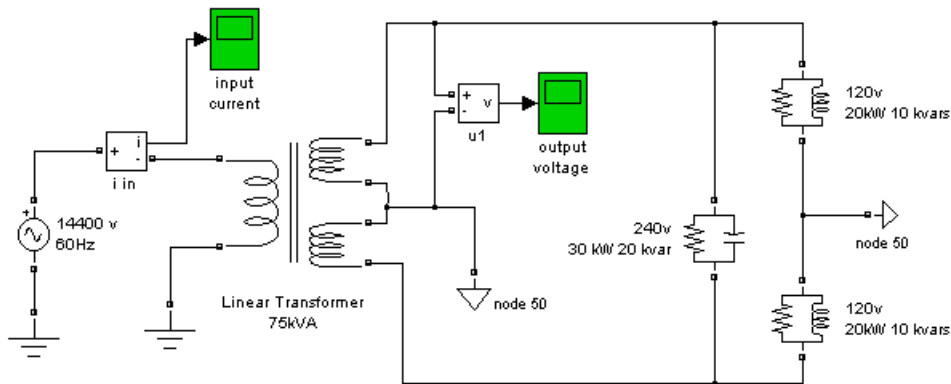 input
current
+
i
-
i in
+
14400 v
60Hz
Linear Transformer
75kVA
+
-
v
u1
output
voltage
node 50
240v
30 kW 20 kvar
120v
20kW 10 kvars
node 50
120v
20kW 10 kvars